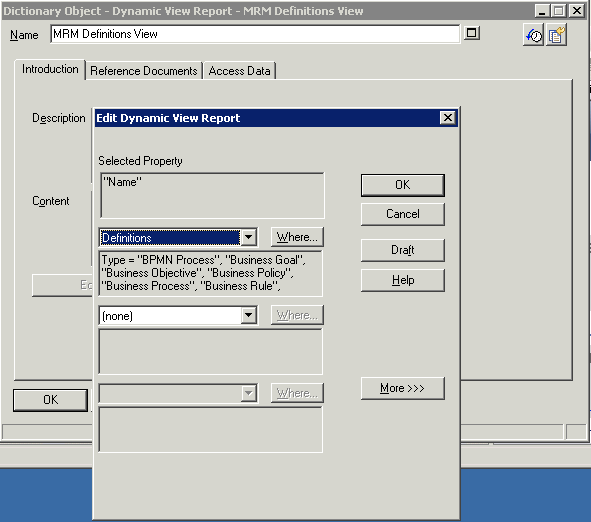 Dictionary Object - Dynamic View Report - MRM Definitions View
Name MRM Definitions View
Introduction Reference Documents Access Data
Description
Edit Dynamic View Report
Selected Property
"Name"
OK
Content
Cancel
Definitions Where...
Draft
Type = "BPMN Process", "Business Goal",
"Business Objective", "Business Policy",
"Business Process", "Business Rule",
Help
(none) Where...
More >>>
Where...
OK